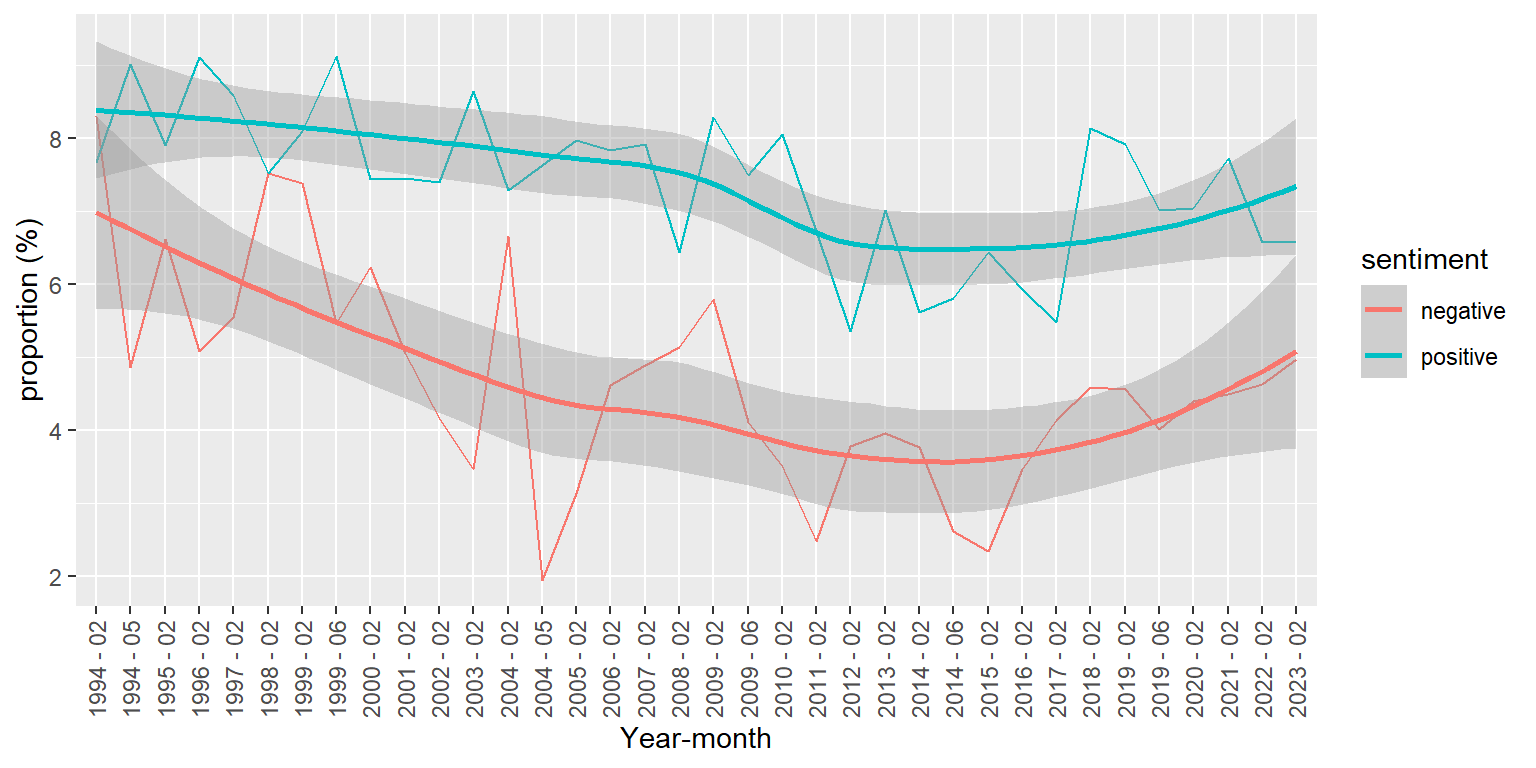 proportion (%)
8
6
4
2
1994 - 02
1994 - 05
1995 - 02
1996 - 02
1997 - 02
1998 - 02
1999 - 02
1999 - 06
2000 - 02
2001 - 02
2002 - 02
2003 - 02
2004 - 02
2004 - 05
2005 - 02
2006 - 02
2007 - 02
2008 - 02
2009 - 02
2009 - 06
2010 - 02
2011 - 02
2012 - 02
2013 - 02
2014 - 02
2014 - 06
2015 - 02
2016 - 02
2017 - 02
2018 - 02
2019 - 02
2019 - 06
2020 - 02
2021 - 02
2022 - 02
2023 - 02
Year-month
sentiment
negative
positive